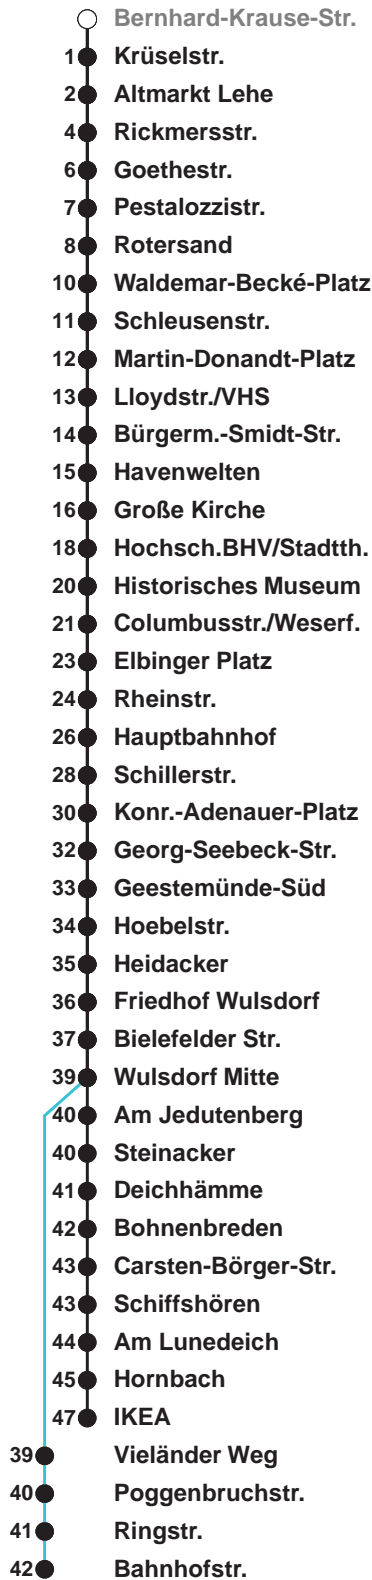 Bernhard-Krause-Str.
1 Krüselstr.
2 Altmarkt Lehe
4 Rickmersstr.
6 Goethestr.
7 Pestalozzistr.
8 Rotersand
10 Waldemar-Becké-Platz
11 Schleusenstr.
12 Martin-Donandt-Platz
13 Lloydstr./VHS
14 Bürgerm.-Smidt-Str.
15 Havenwelten
16 Große Kirche
18 Hochsch.BHV/Stadtth.
20 Historisches Museum
21 Columbusstr./Weserf.
23 Elbinger Platz
24 Rheinstr.
26 Hauptbahnhof
28 Schillerstr.
30 Konr.-Adenauer-Platz
32 Georg-Seebeck-Str.
33 Geestemünde-Süd
34 Hoebelstr.
35 Heidacker
36 Friedhof Wulsdorf
37 Bielefelder Str.
39 Wulsdorf Mitte
40 Am Jedutenberg
40 Steinacker
41 Deichhämme
42 Bohnenbreden
43 Carsten-Börger-Str.
43 Schiffshören
44 Am Lunedeich
45 Hornbach
47 IKEA
39 Vieländer Weg
40 Poggenbruchstr.
41 Ringstr.
42 Bahnhofstr.